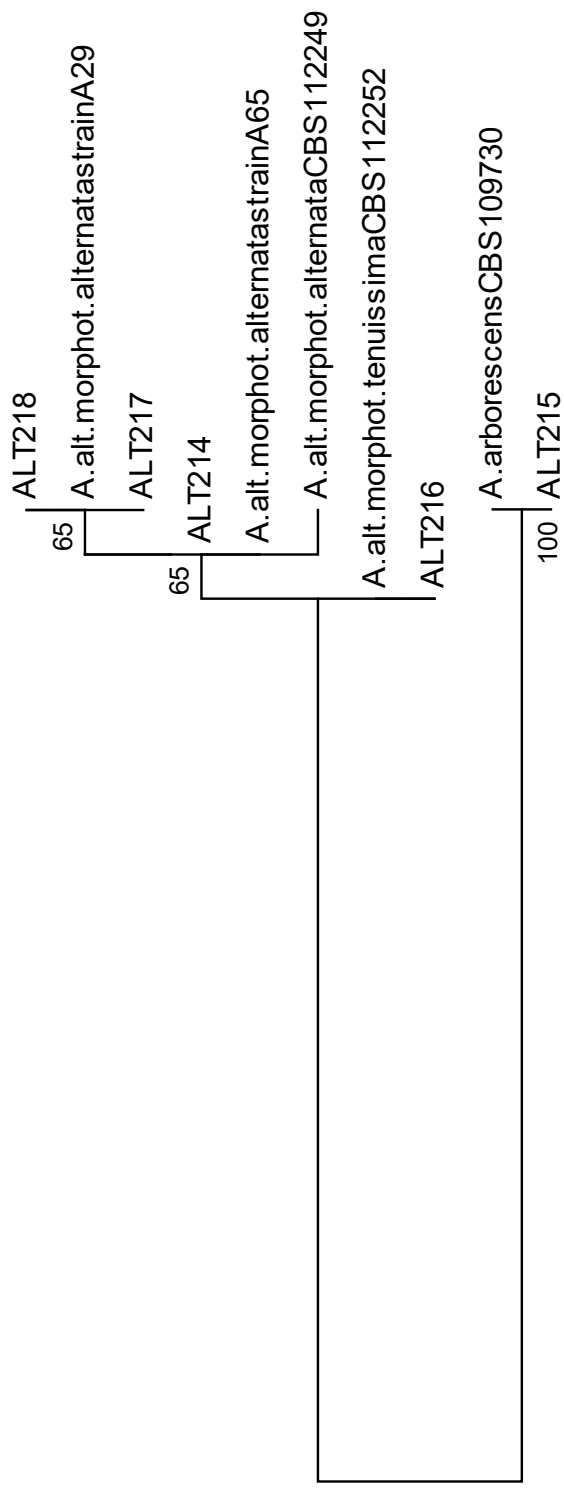 ALT218
A.alt.morphot.alternatastrainA29
ALT217
65
ALT214
A.alt.morphot.alternatastrainA65
A.alt.morphot.alternataCBS112249
65
A.alt.morphot.tenuissimaCBS112252
ALT216
A.arborescensCBS109730
ALT215
100